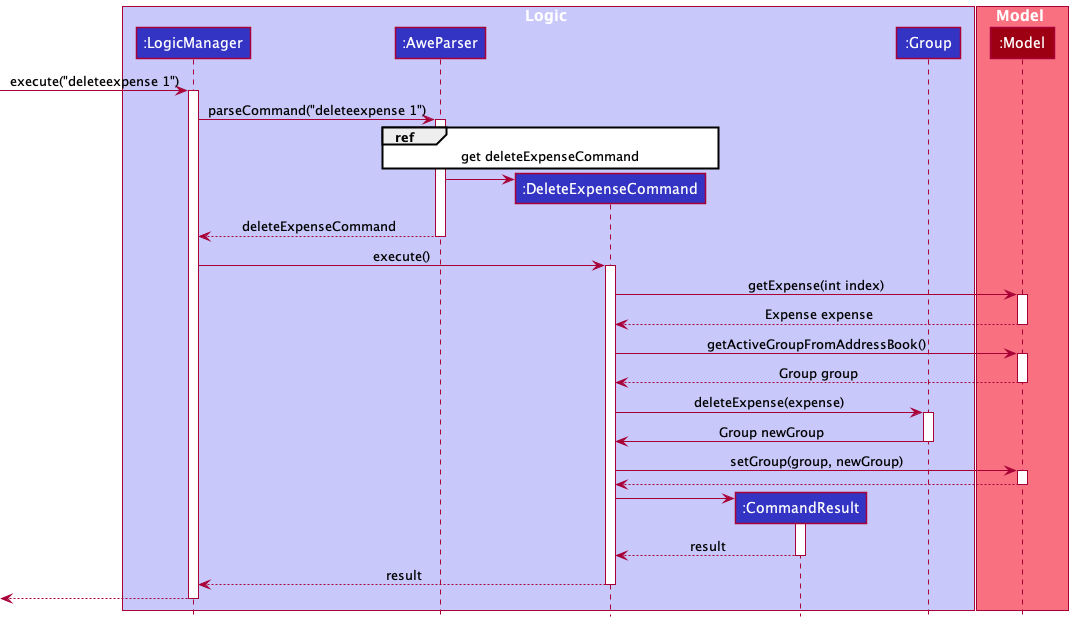 Logic
Model
:LogicManager
:AweParser
:Group
:Model
execute("deleteexpense 1")
parseCommand("deleteexpense 1")
ref
get deleteExpenseCommand
:DeleteExpenseCommand
deleteExpenseCommand
execute()
getExpense(int index)
Expense expense
getActiveGroupFromAddressBook()
Group group
deleteExpense(expense)
Group newGroup
setGroup(group, newGroup)
:CommandResult
result
result